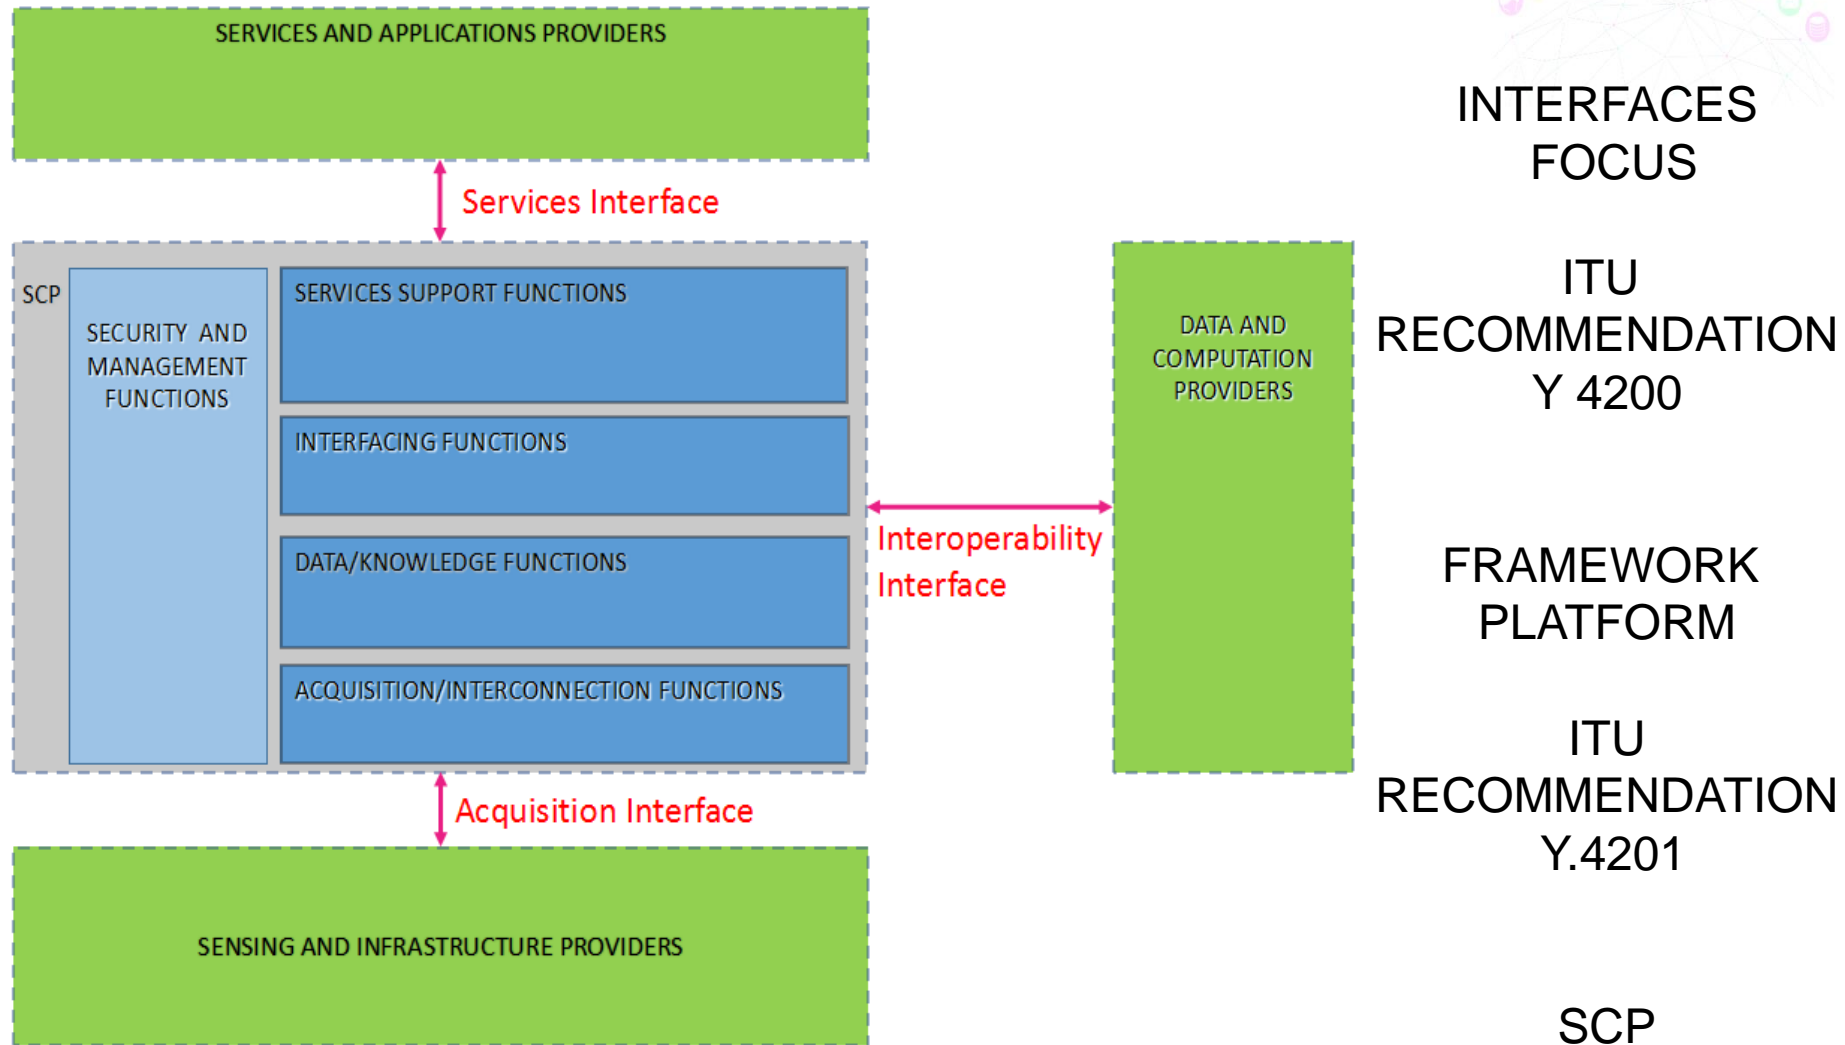 SERVICES AND APPLICATIONS PROVIDERS
Services Interface
SCP
SECURITY AND
MANAGEMENT
FUNCTIONS
SERVICES SUPPORT FUNCTIONS
INTERFACING FUNCTIONS
DATA/KNOWLEDGE FUNCTIONS
ACQUISITION/INTERCONNECTION FUNCTIONS
Interoperability
Interface
DATA AND
COMPUTATION
PROVIDERS
Acquisition Interface
SENSING AND INFRASTRUCTURE PROVIDERS
INTERFACES
FOCUS
ITU
RECOMMENDATION
Y 4200
FRAMEWORK
PLATFORM
ITU
RECOMMENDATION
Y.4201
SCP